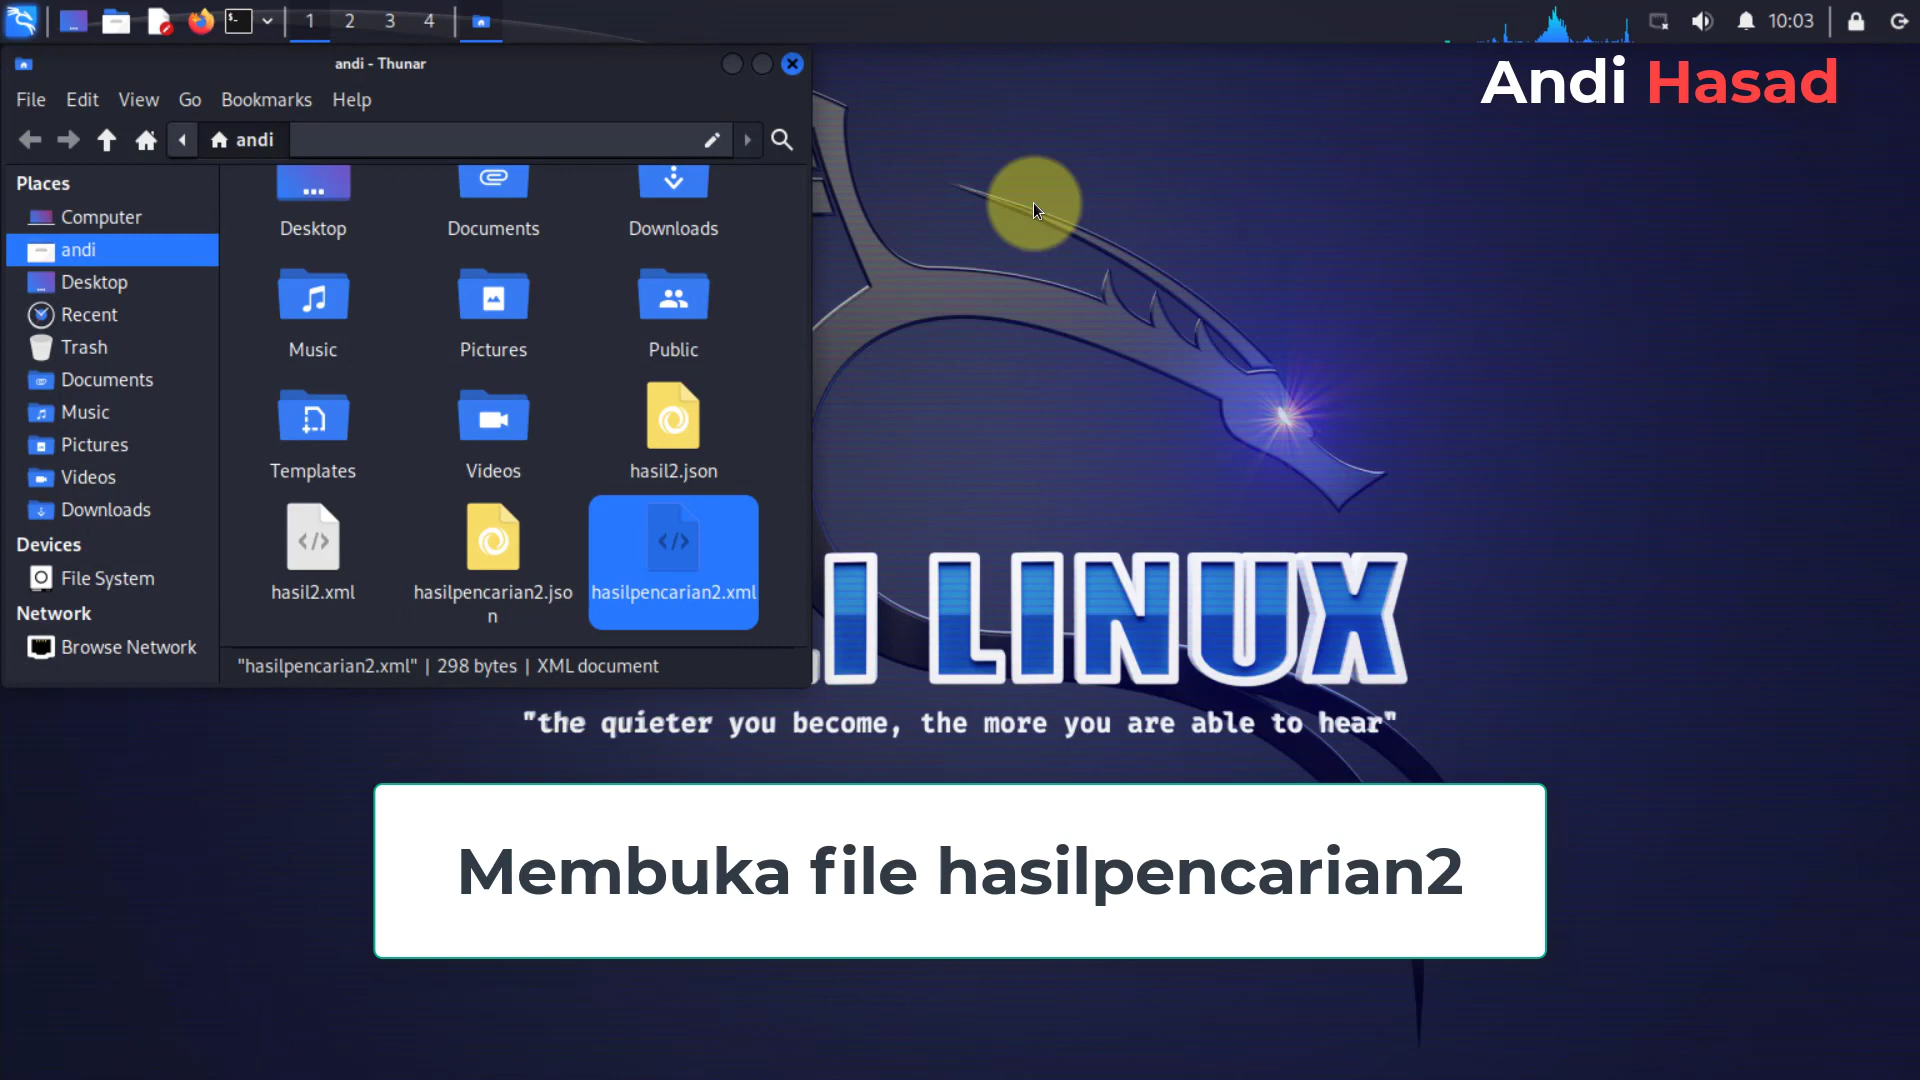 1 2 3 4
10:03
andi - Thunar
Andi Hasad
File Edit View Go Bookmarks Help
andi
Places
Computer
andi
Desktop
Recent
Trash
Documents
Music
Pictures
Videos
Downloads
Devices
File System
Network
Browse Network
Desktop Documents Downloads
Music Pictures Public
Templates Videos hasil2.json
hasil2.xml hasilpencarian2.jso
n
hasilpencarian2.xml
"hasilpencarian2.xml" | 298 bytes | XML document
I LINUX
"the quieter you become, the more you are able to hear"
Membuka file hasilpencarian2